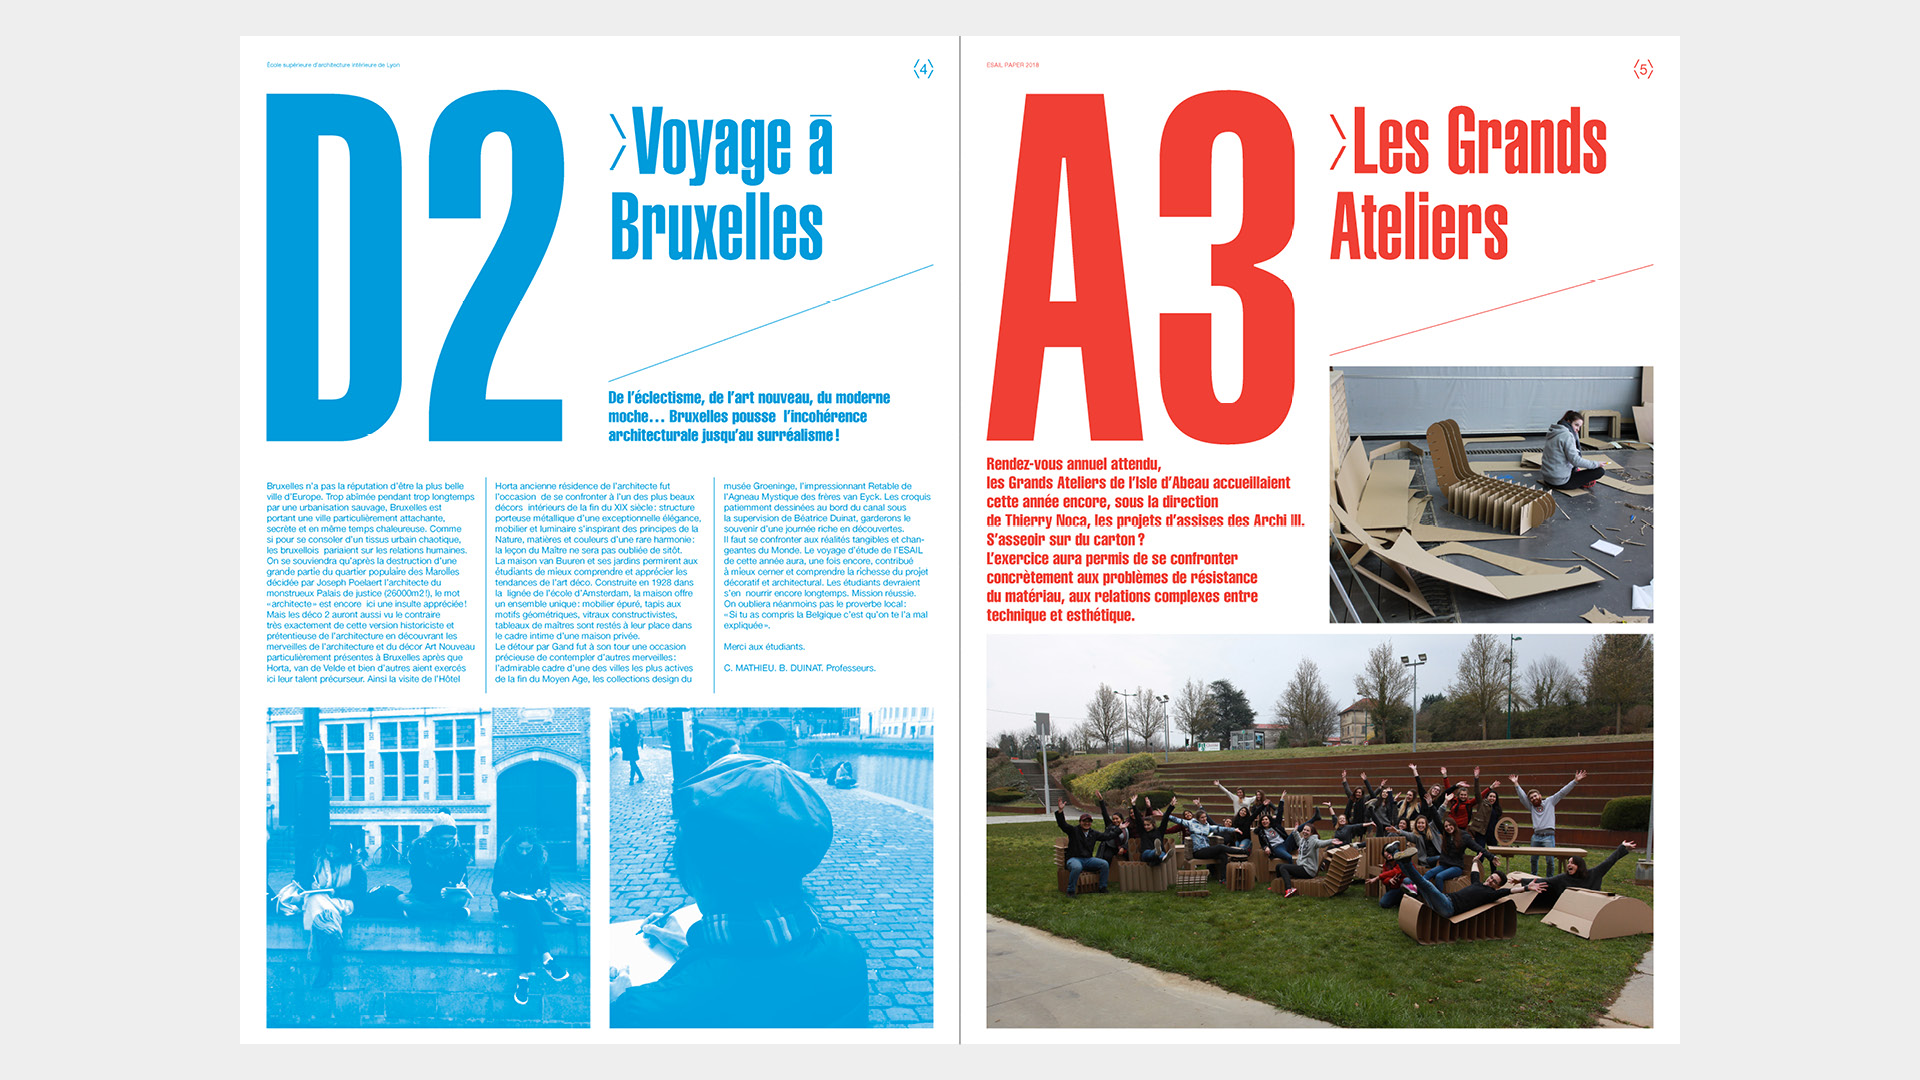 École supérieure d'architecture intérieure de Lyon
4
D2
Voyage à
Bruxelles
De l'éclectisme, de l'art nouveau, du moderne
moche… Bruxelles pousse l'incohérence
architecturale jusqu'au surréalisme !
Bruxelles n'a pas la réputation d'être la plus belle
ville d'Europe. Trop abîmée pendant trop longtemps
par une urbanisation sauvage, Bruxelles est
portant une ville particulièrement attachante,
secrète et en même temps chaleureuse. Comme
si pour se consoler d'un tissus urbain chaotique,
les bruxellois pariaient sur les relations humaines.
On se souviendra qu'après la destruction d'une
grande partie du quartier populaire des Marolles
décidée par Joseph Poelaert l'architecte du
monstrueux Palais de justice (26000m2!), le mot
«architecte» est encore ici une insulte appréciée!
Mais les déco 2 auront aussi vu le contraire
très exactement de cette version historiciste et
prétentieuse de l'architecture en découvrant les
merveilles de l'architecture et du décor Art Nouveau
particulièrement présentes à Bruxelles après que
Horta, van de Velde et bien d'autres aient exercés
ici leur talent précurseur. Ainsi la visite de l'Hôtel
Horta ancienne résidence de l'architecte fut
l'occasion de se confronter à l'un des plus beaux
décors intérieurs de la fin du XIX siècle: structure
porteuse métallique d'une exceptionnelle élégance,
mobilier et luminaire s'inspirant des principes de la
Nature, matières et couleurs d'une rare harmonie:
la leçon du Maître ne sera pas oubliée de sitôt.
La maison van Buuren et ses jardins permirent aux
étudiants de mieux comprendre et apprécier les
tendances de l'art déco. Construite en 1928 dans
la lignée de l'école d'Amsterdam, la maison offre
un ensemble unique: mobilier épuré, tapis aux
motifs géométriques, vitraux constructivistes,
tableaux de maîtres sont restés à leur place dans
le cadre intime d'une maison privée.
Le détour par Gand fut à son tour une occasion
précieuse de contempler d'autres merveilles:
l'admirable cadre d'une des villes les plus actives
de la fin du Moyen Age, les collections design du
musée Groeninge, l'impressionnant Retable de
l'Agneau Mystique des frères van Eyck. Les croquis
patiemment dessinées au bord du canal sous
la supervision de Béatrice Duinat, garderons le
souvenir d'une journée riche en découvertes.
Il faut se confronter aux réalités tangibles et chan-
geantes du Monde. Le voyage d'étude de l'ESAIL
de cette année aura, une fois encore, contribué
à mieux cerner et comprendre la richesse du projet
décoratif et architectural. Les étudiants devraient
s'en nourrir encore longtemps. Mission réussie.
On oubliera néanmoins pas le proverbe local:
«Si tu as compris la Belgique c'est qu'on te l'a mal
expliquée».
Merci aux étudiants.
C. MATHIEU. B. DUINAT. Professeurs.
ESAIL PAPER 2018
5
A3
Les Grands
Ateliers
Rendez-vous annuel attendu,
les Grands Ateliers de l'Isle d'Abeau accueillaient
cette année encore, sous la direction
de Thierry Noca, les projets d'assises des Archi III.
S'asseoir sur du carton ?
L'exercice aura permis de se confronter
concrètement aux problèmes de résistance
du matériau, aux relations complexes entre
technique et esthétique.